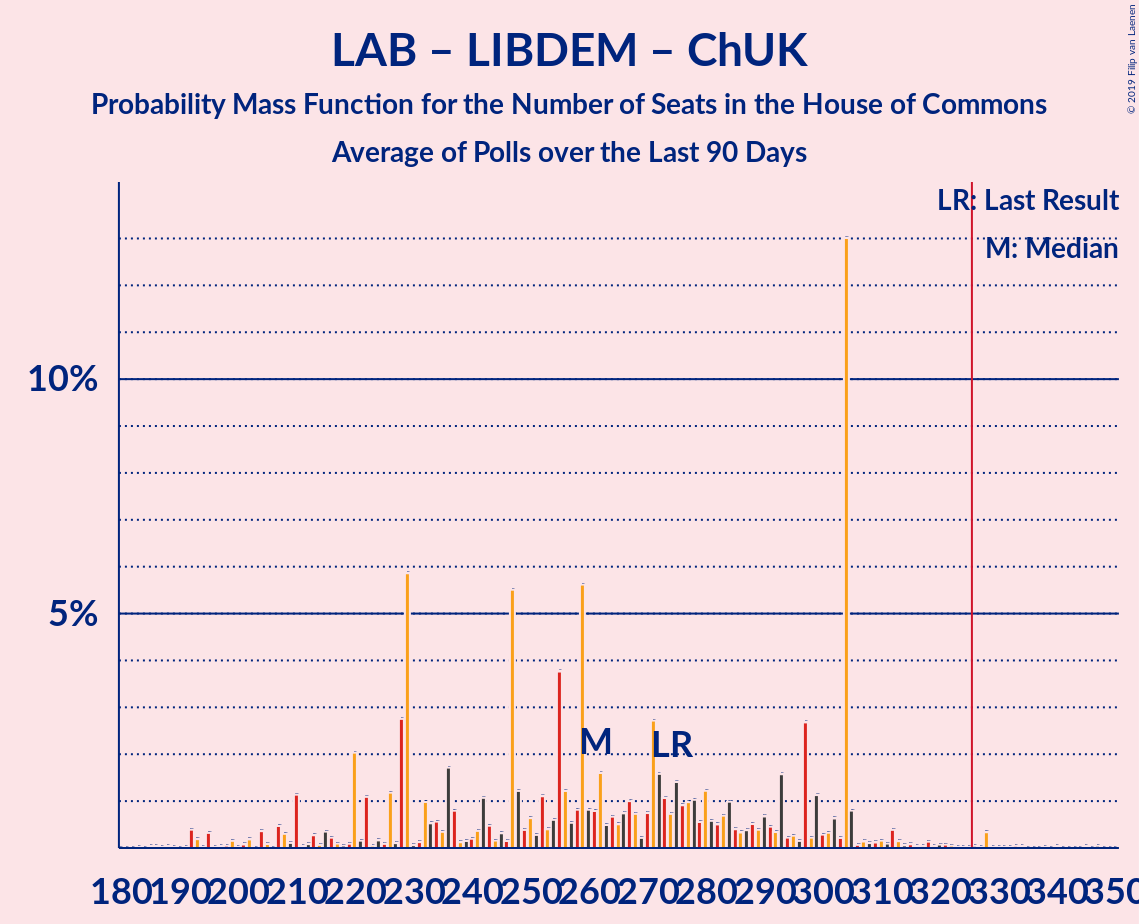 LAB – LIBDEM – ChUK
Probability Mass Function for the Number of Seats in the House of Commons
Average of Polls over the Last 90 Days
© 2019 Filip van Laenen
LR: Last Result
M: Median
10%
5%
M
LR
180 190 200 210 220 230 240 250 260 270 280 290 300 310 320 330 340 350